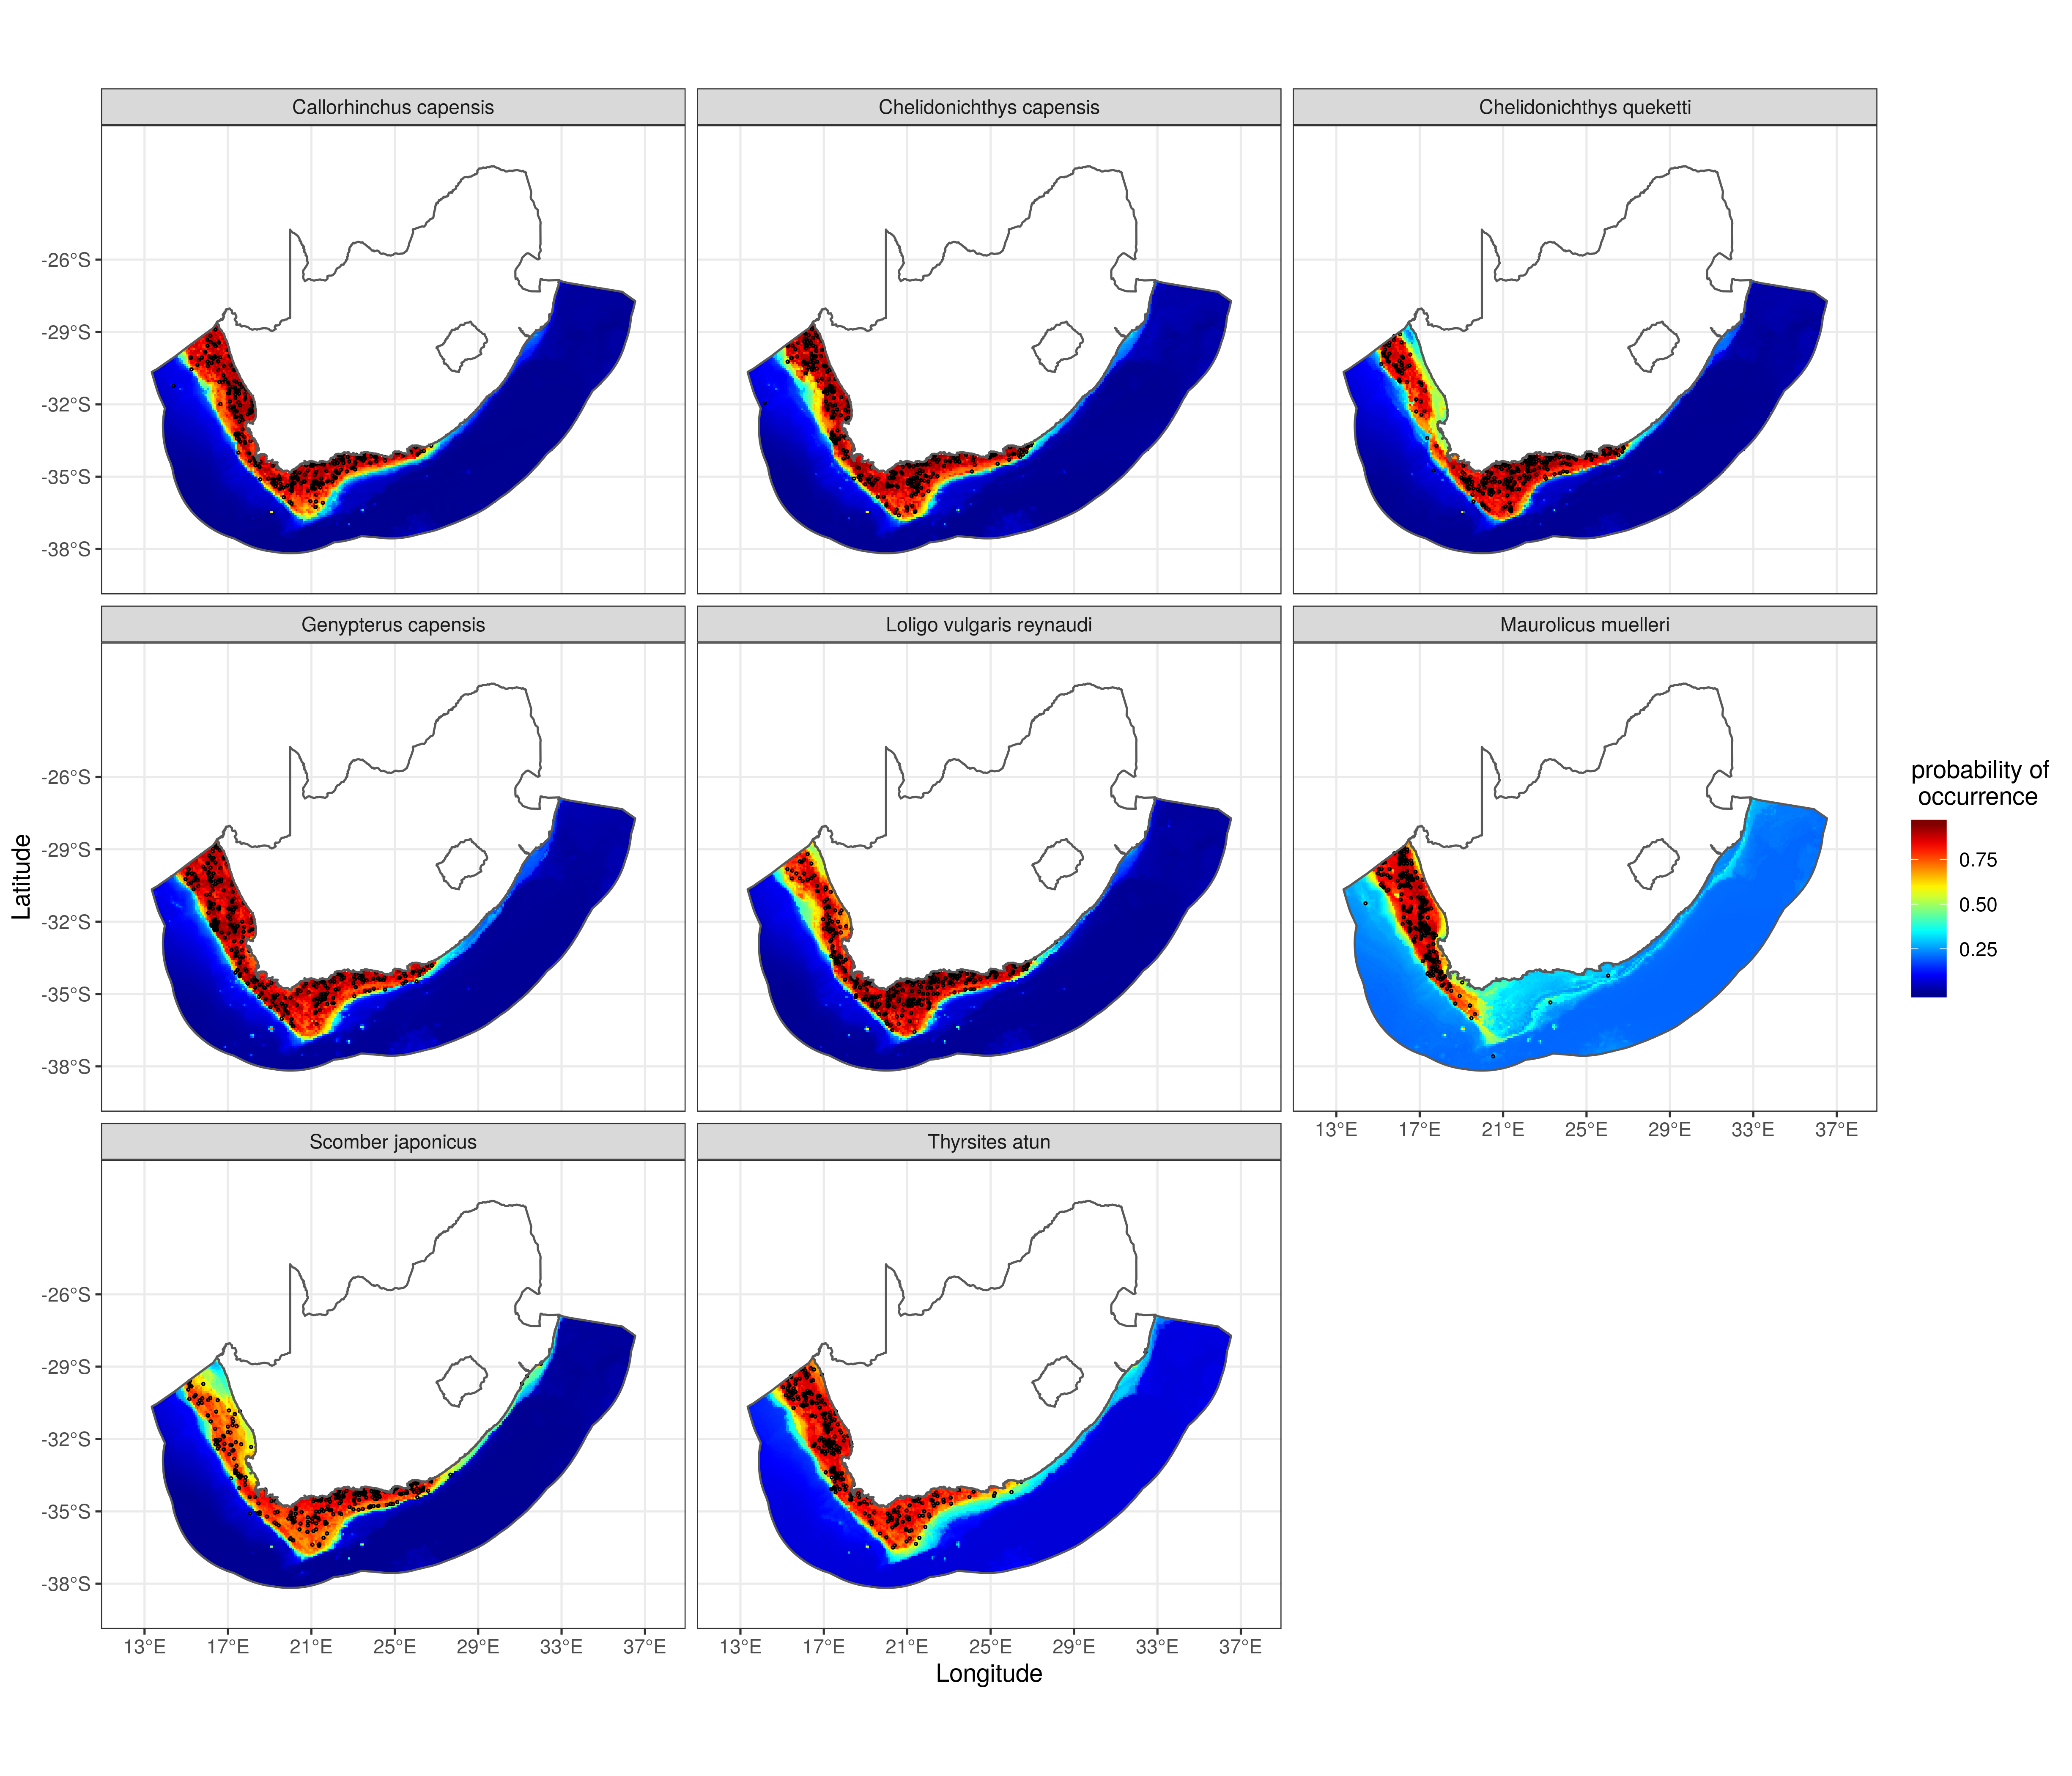 Callorhinchus capensis
Chelidonichthys capensis
Chelidonichthys queketti
-26°S
-29°S
-32°S
-35°S
-38°S
Genypterus capensis
Loligo vulgaris reynaudi
Maurolicus muelleri
-26°S
-29°S
-32°S
-35°S
-38°S
13°E 17°E 21°E 25°E 29°E 33°E 37°E
Scomber japonicus
Thyrsites atun
-26°S
-29°S
-32°S
-35°S
-38°S
13°E 17°E 21°E 25°E 29°E 33°E 37°E
13°E 17°E 21°E 25°E 29°E 33°E 37°E
Longitude
Latitude
probability of
occurrence
0.75
0.50
0.25